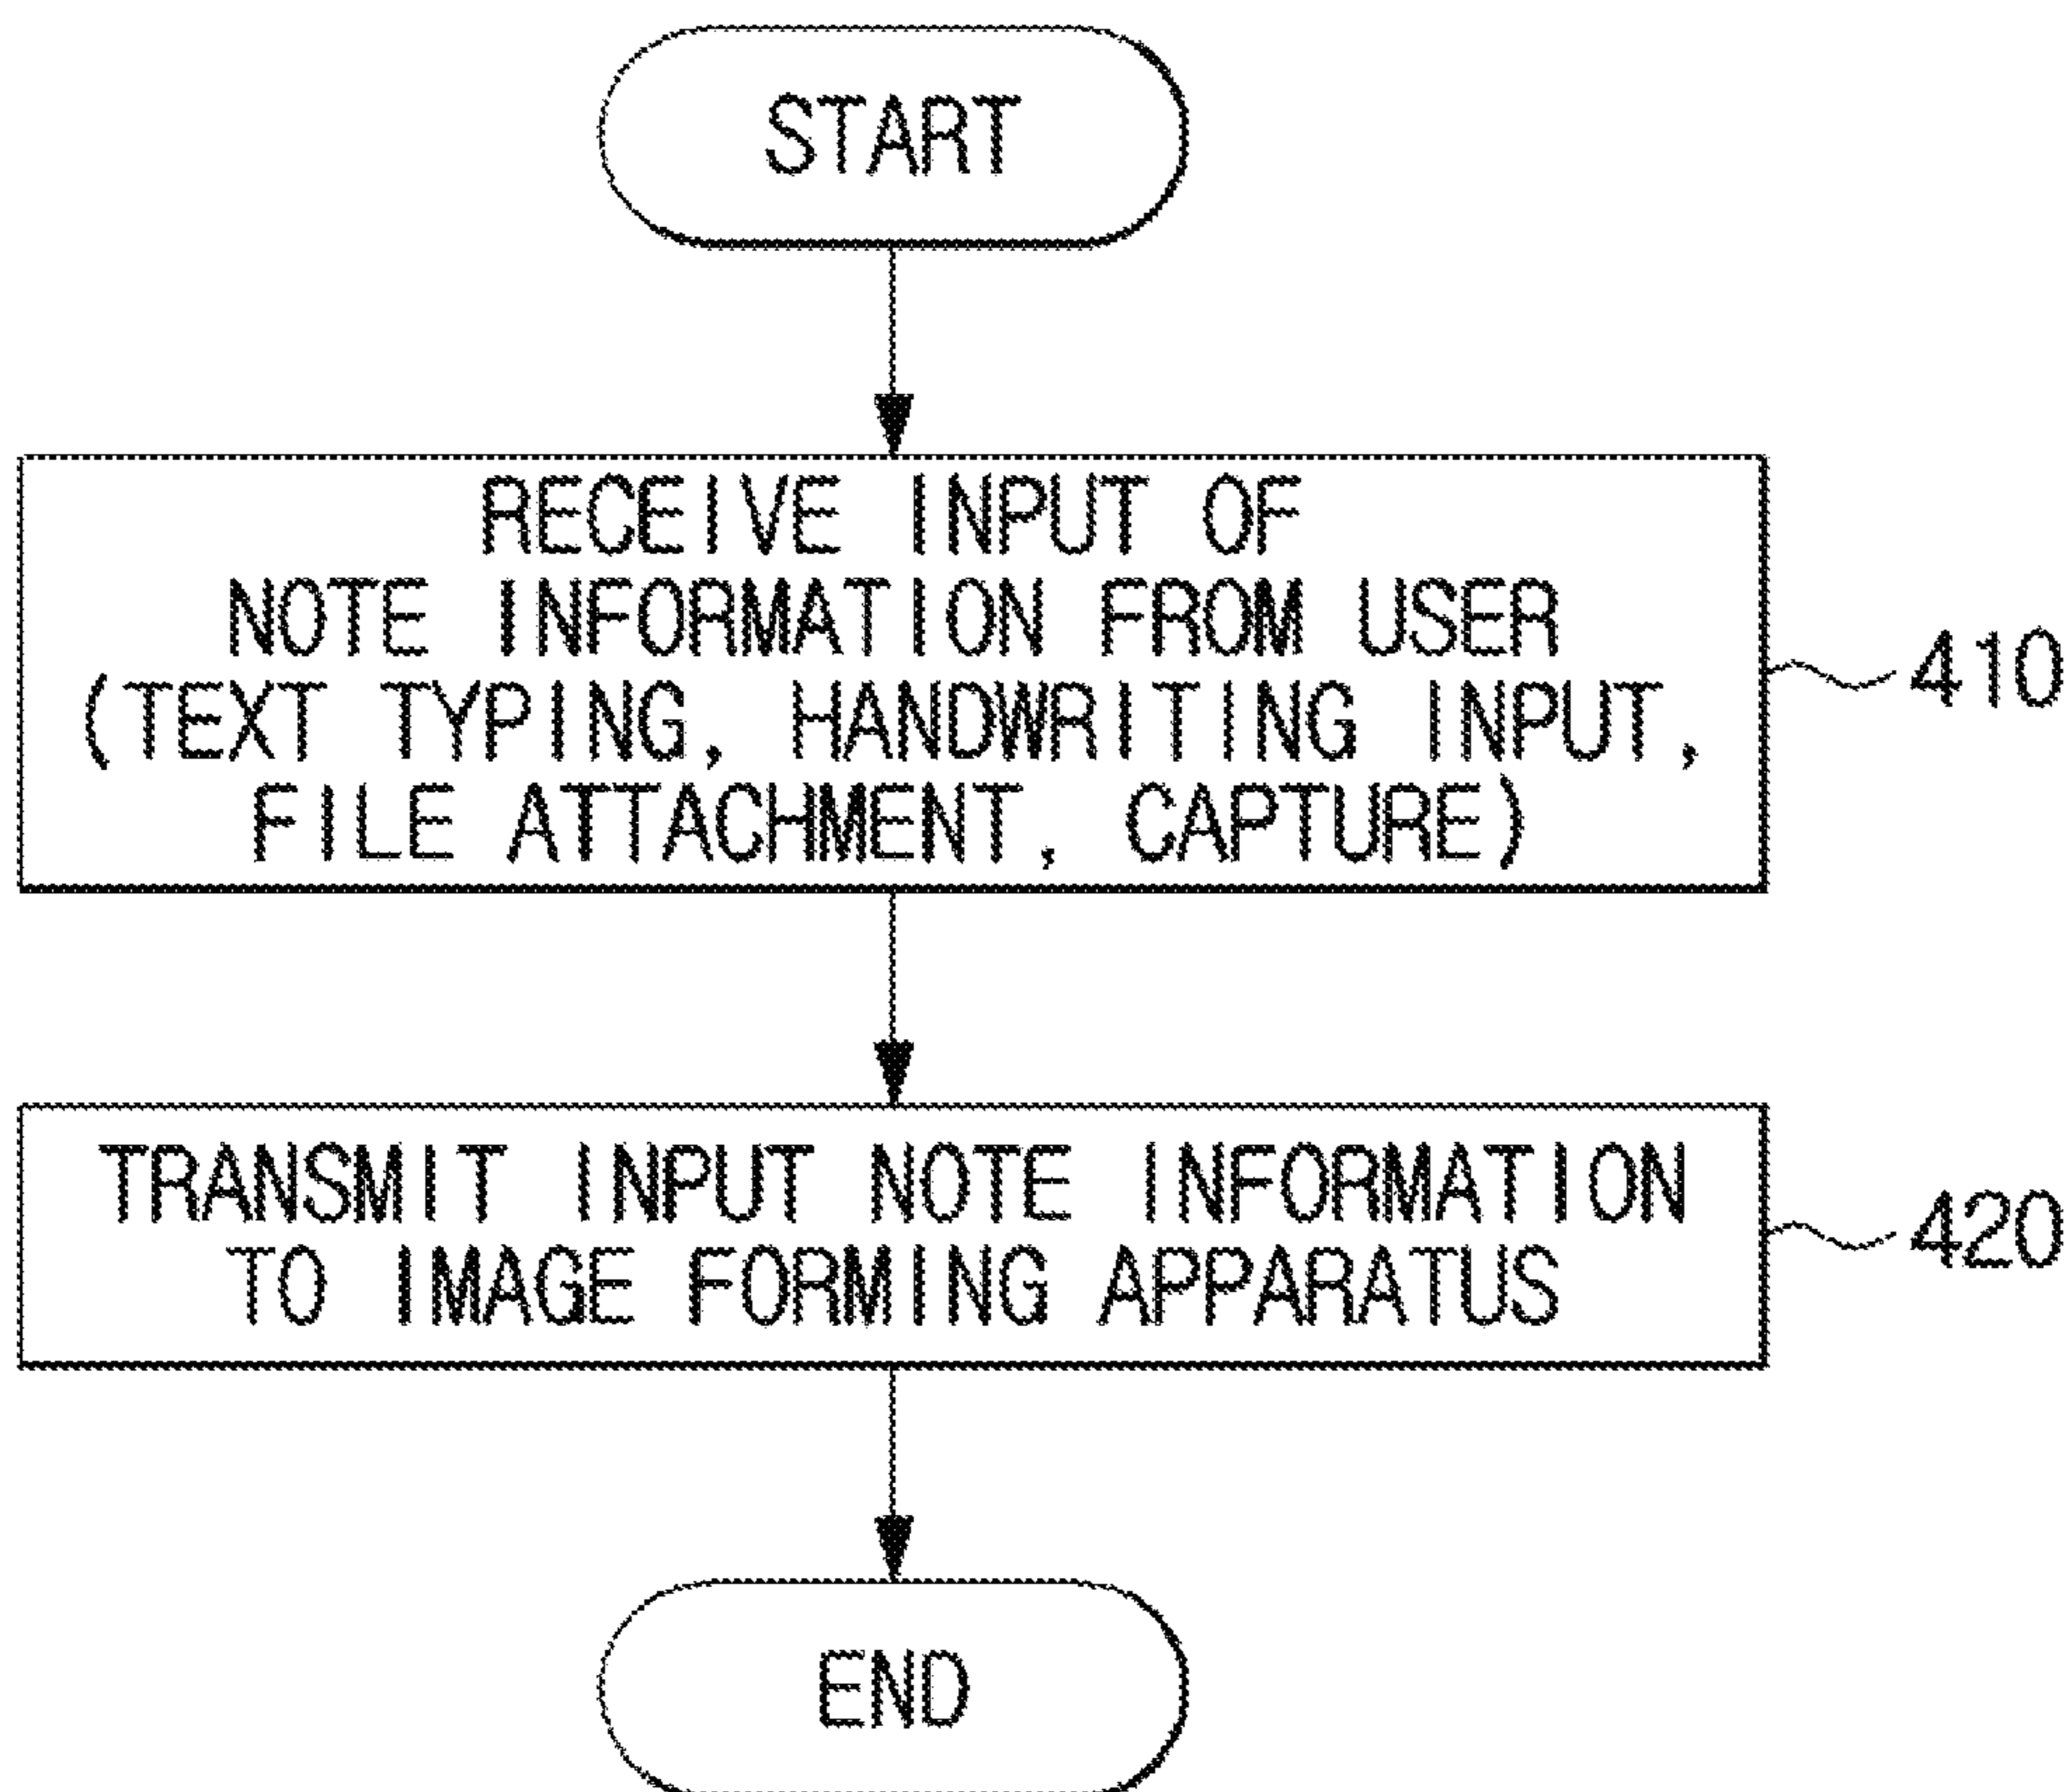 START
RECEIVE INPUT OF
NOTE INFORMATION FROM USER
(TEXT TYPING, HANDWRITING INPUT,
FILE ATTACHMENT, CAPTURE)
410
TRANSMIT INPUT NOTE INFORMATION
TO IMAGE FORMING APPARATUS
420
END